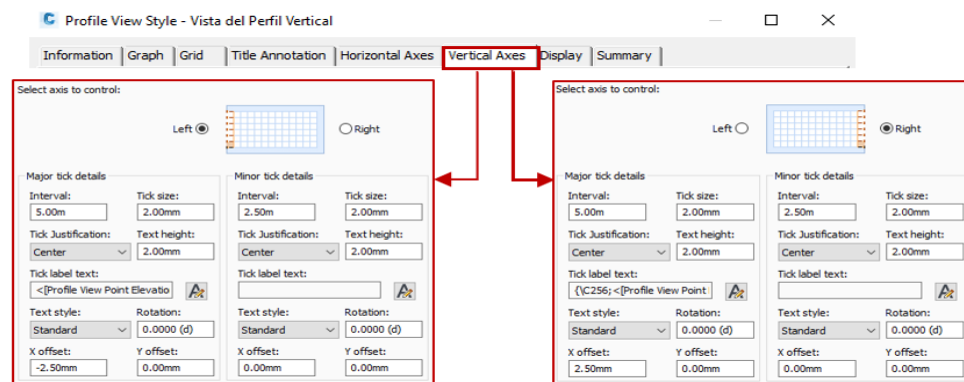 Profile View Style - Vista del Perfil Vertical
Information Graph Grid Title Annotation Horizontal Axes Vertical Axes Display Summary
Select axis to control:
Left Right
Major tick details Minor tick details
Interval: Tick size: Interval: Tick size:
5.00m 2.00mm 2.50m 2.00mm
Tick Justification: Text height: Tick Justification: Text height:
Center 2.00mm Center 2.00mm
Tick label text: Tick label text:
<[Profile View Point Elevatio
Text style: Rotation: Text style: Rotation:
Standard 0.0000 (d) Standard 0.0000 (d)
X offset: Y offset: X offset: Y offset:
-2.50mm 0.00mm 0.00mm 0.00mm
Select axis to control:
Left Right
Major tick details Minor tick details
Interval: Tick size: Interval: Tick size:
5.00m 2.00mm 2.50m 2.00mm
Tick Justification: Text height: Tick Justification: Text height:
Center 2.00mm Center 2.00mm
Tick label text: Tick label text:
{\C256;<[Profile View Point
Text style: Rotation: Text style: Rotation:
Standard 0.0000 (d) Standard 0.0000 (d)
X offset: Y offset: X offset: Y offset:
2.50mm 0.00mm 0.00mm 0.00mm